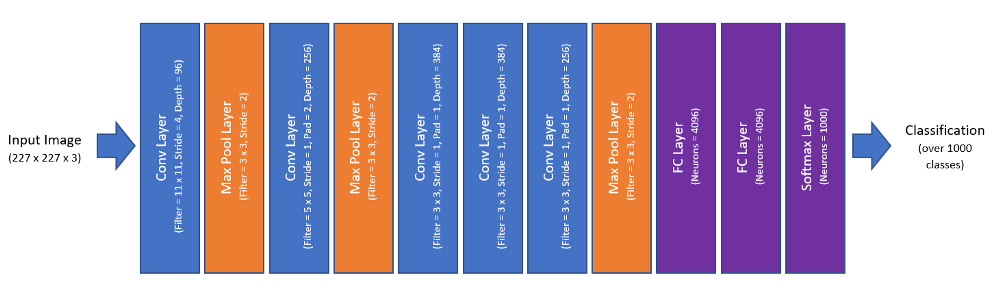 Input Image
(227 x 227 x 3)
Conv Layer
(Filter = 11 x 11, Stride = 4, Depth = 96)
Max Pool Layer
(Filter = 3 x 3, Stride = 2)
Conv Layer
(Filter = 5 x 5, Stride = 1, Pad = 2, Depth = 256)
Max Pool Layer
(Filter = 3 x 3, Stride = 2)
Conv Layer
(Filter = 3 x 3, Stride = 1, Pad = 1, Depth = 384)
Conv Layer
(Filter = 3 x 3, Stride = 1, Pad = 1, Depth = 384)
Conv Layer
(Filter = 3 x 3, Stride = 1, Pad = 1, Depth = 256)
Max Pool Layer
(Filter = 3 x 3, Stride = 2)
FC Layer
(Neurons = 4096)
FC Layer
(Neurons = 4096)
Softmax Layer
(Neurons = 1000)
Classification
(over 1000
classes)